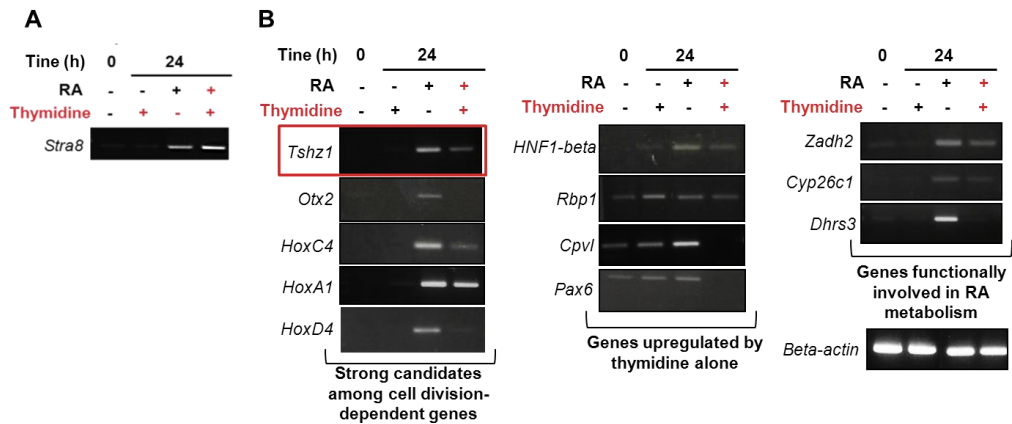 A
B
Tine (h) 0 24
RA - - + +
Thymidine - + - +
Stra8
Tine (h) 0 24
RA - - + +
Thymidine - + - +
Tshz1
Otx2
HoxC4
HoxA1
HoxD4
Strong candidates
among cell division-
dependent genes
0 24
RA - - + +
Thymidine - + - +
HNF1-beta
Rbp1
Cpvl
Pax6
Genes upregulated by
thymidine alone
0 24
RA - - + +
Thymidine - + - +
Zadh2
Cyp26c1
Dhrs3
Genes functionally
involved in RA
metabolism
Beta-actin